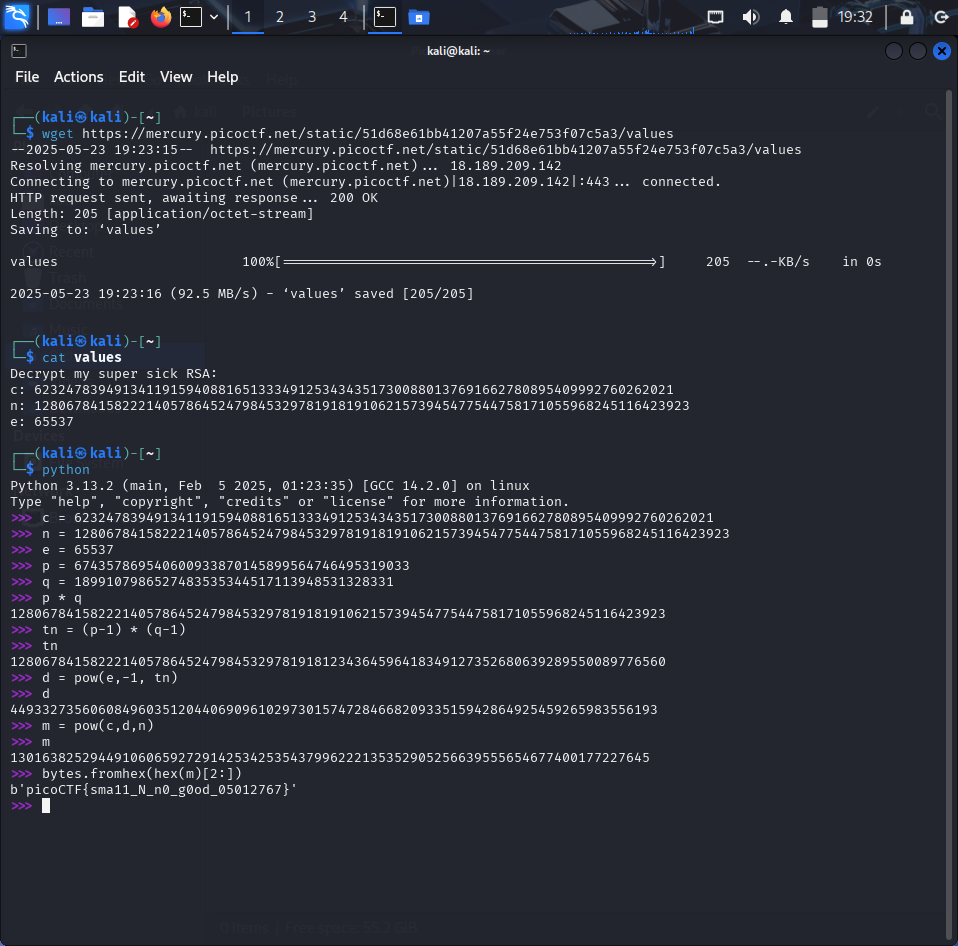 1 2 3 4 19:32
kali@kali: ~
File Actions Edit View Help
┌──(kali㉿kali)-[~]
└─$ wget https://mercury.picoctf.net/static/51d68e61bb41207a55f24e753f07c5a3/values
--2025-05-23 19:23:15-- https://mercury.picoctf.net/static/51d68e61bb41207a55f24e753f07c5a3/values
Resolving mercury.picoctf.net (mercury.picoctf.net)... 18.189.209.142
Connecting to mercury.picoctf.net (mercury.picoctf.net)|18.189.209.142|:443... connected.
HTTP request sent, awaiting response... 200 OK
Length: 205 [application/octet-stream]
Saving to: ‘values’
values 100%[===================================================>] 205 --.-KB/s in 0s
2025-05-23 19:23:16 (92.5 MB/s) - ‘values’ saved [205/205]
┌──(kali㉿kali)-[~]
└─$ cat values
Decrypt my super sick RSA:
c: 62324783949134119159408816513334912534343517300880137691662780895409992760262021
n: 1280678415822214057864524798453297819181910621573945477544758171055968245116423923
e: 65537
┌──(kali㉿kali)-[~]
└─$ python
Python 3.13.2 (main, Feb 5 2025, 01:23:35) [GCC 14.2.0] on linux
Type "help", "copyright", "credits" or "license" for more information.
>>> c = 62324783949134119159408816513334912534343517300880137691662780895409992760262021
>>> n = 1280678415822214057864524798453297819181910621573945477544758171055968245116423923
>>> e = 65537
>>> p = 67435786954060093387014589956474649531​9033
>>> q = 1899107986527483535344517113948531328331
>>> p * q
1280678415822214057864524798453297819181910621573945477544758171055968245116423923
>>> tn = (p-1) * (q-1)
>>> tn
1280678415822214057864524798453297819181234364596418349127352680639289550089776560
>>> d = pow(e,-1, tn)
>>> d
449332735606084960351204406909610297301574728466820933515942864925459265983556193
>>> m = pow(c,d,n)
>>> m
13016382529449106065927291425342535437996222135352905256639555654677400177227645
>>> bytes.fromhex(hex(m)[2:])
b'picoCTF{sma11_N_n0_g0od_05012767}'
>>>